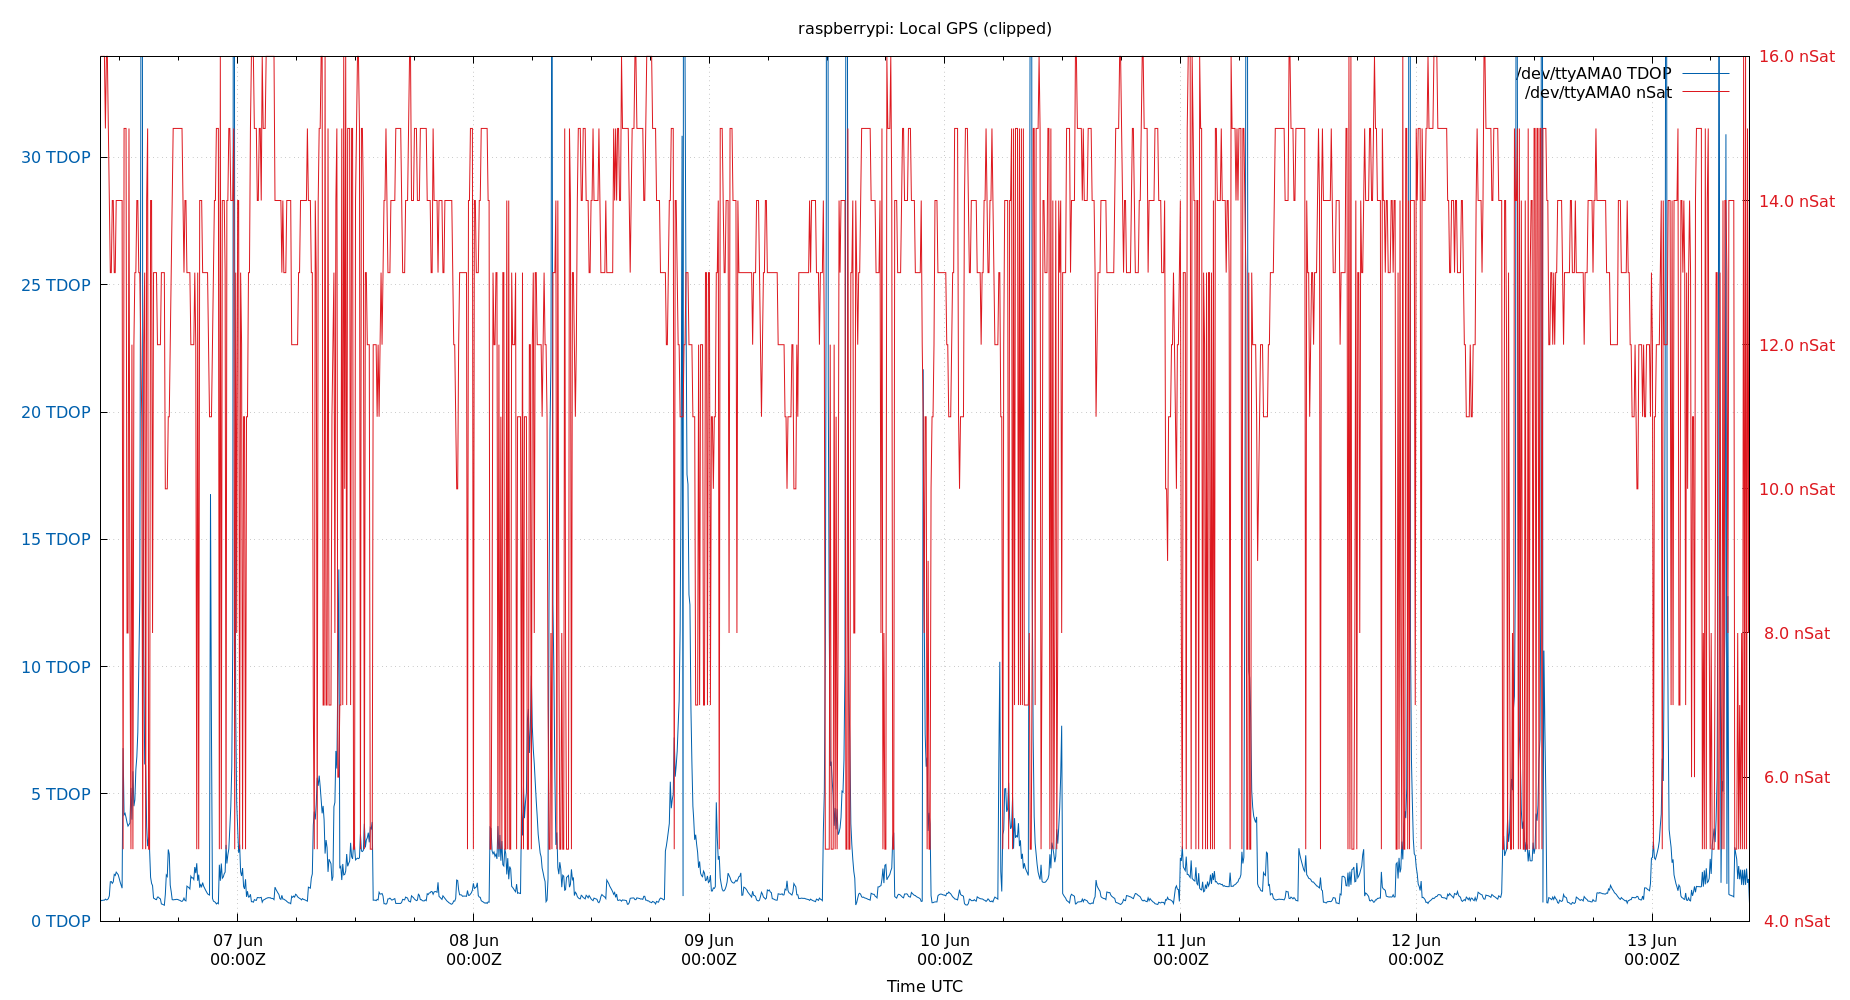 raspberrypi: Local GPS (clipped)
/dev/ttyAMA0 TDOP
/dev/ttyAMA0 nSat
30 TDOP
25 TDOP
20 TDOP
15 TDOP
10 TDOP
5 TDOP
0 TDOP
16.0 nSat
14.0 nSat
12.0 nSat
10.0 nSat
8.0 nSat
6.0 nSat
4.0 nSat
07 Jun 08 Jun 09 Jun 10 Jun 11 Jun 12 Jun 13 Jun
00:00Z 00:00Z 00:00Z 00:00Z 00:00Z 00:00Z 00:00Z
Time UTC